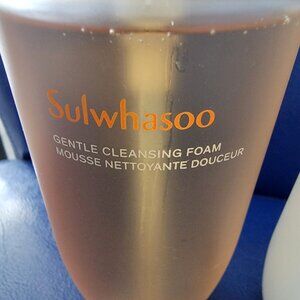 Sulwhasoo
GENTLE CLEANSING FOAM
MOUSSE NETTOYANTE DOUCEUR